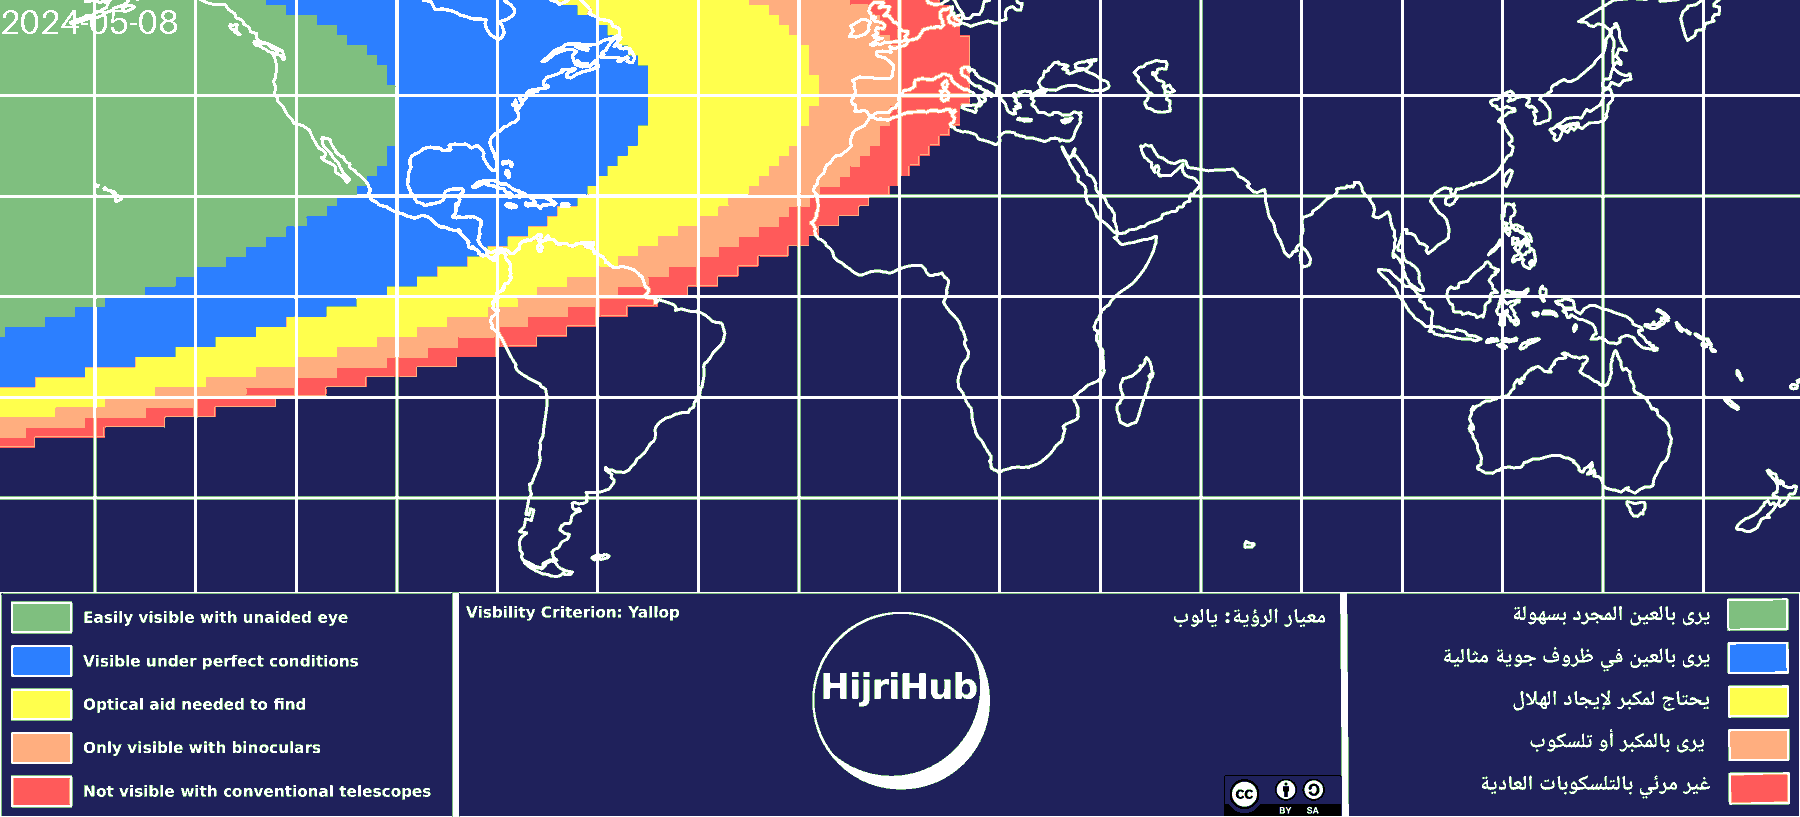 2024-05-08
Easily visible with unaided eye
Visible under perfect conditions
Optical aid needed to find
Only visible with binoculars
Not visible with conventional telescopes
Visbility Criterion: Yallop
معيار الرؤية: يالوب
HijriHub
cc
BY SA
يرى بالعين المجرد بسهولة
يرى بالعين في ظروف جوية مثالية
يحتاج لمكبر لإيجاد الهلال
يرى بالمكبر أو تلسكوب
غير مرئي بالتلسكوبات العادية